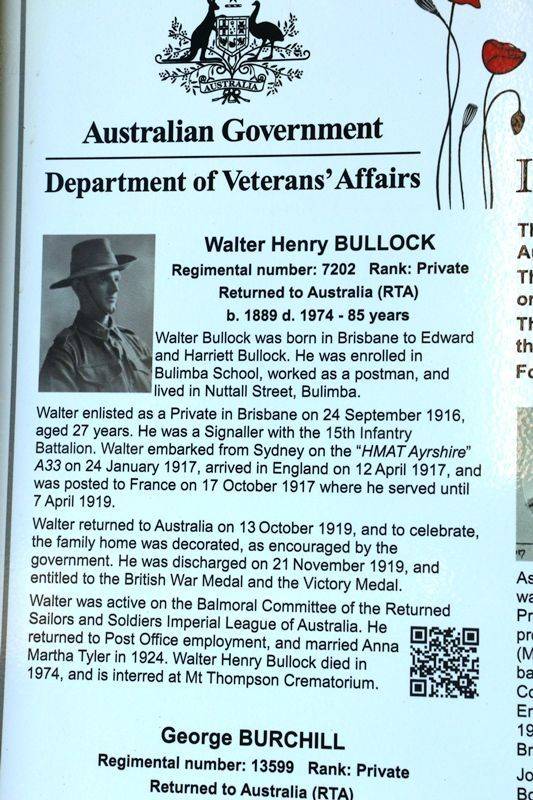 AUSTRALIA
Australian Government
Department of Veterans' Affairs
Walter Henry BULLOCK
Regimental number: 7202 Rank: Private
Returned to Australia (RTA)
b. 1889 d. 1974 - 85 years
Walter Bullock was born in Brisbane to Edward
and Harriett Bullock. He was enrolled in
Bulimba School, worked as a postman, and
lived in Nuttall Street, Bulimba.
Walter enlisted as a Private in Brisbane on 24 September 1916,
aged 27 years. He was a Signaller with the 15th Infantry
Battalion. Walter embarked from Sydney on the “HMAT Ayrshire”
A33 on 24 January 1917, arrived in England on 12 April 1917, and
was posted to France on 17 October 1917 where he served until
7 April 1919.
Walter returned to Australia on 13 October 1919, and to celebrate,
the family home was decorated, as encouraged by the
government. He was discharged on 21 November 1919, and
entitled to the British War Medal and the Victory Medal.
Walter was active on the Balmoral Committee of the Returned
Sailors and Soldiers Imperial League of Australia. He
returned to Post Office employment, and married Anna
Martha Tyler in 1924. Walter Henry Bullock died in
1974, and is interred at Mt Thompson Crematorium.
George BURCHILL
Regimental number: 13599 Rank: Private
Returned to Australia (RTA)